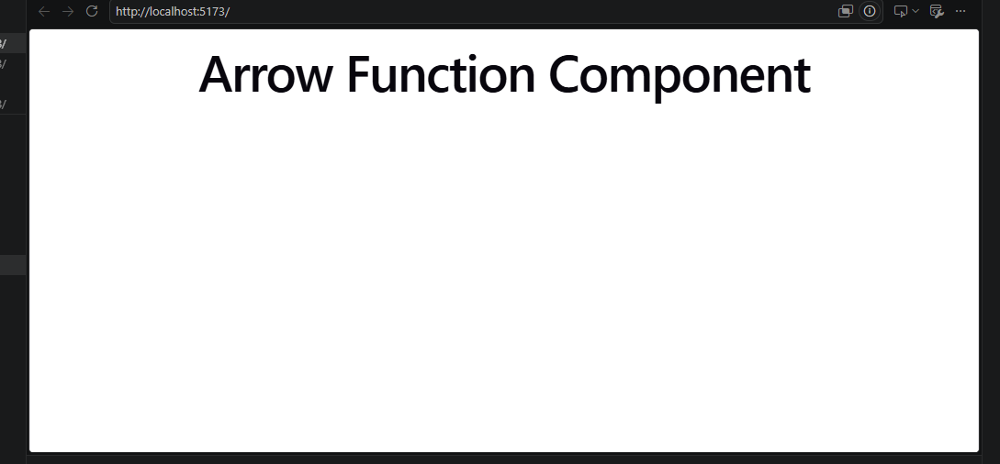 http://localhost:5173/
Arrow Function Component